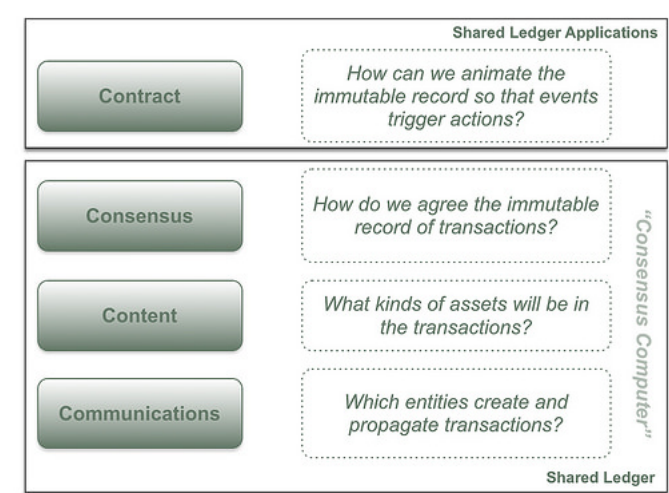 Shared Ledger Applications
Contract
How can we animate the
immutable record so that events
trigger actions?
Consensus
How do we agree the immutable
record of transactions?
Content
What kinds of assets will be in
the transactions?
Communications
Which entities create and
propagate transactions?
“Consensus Computer”
Shared Ledger